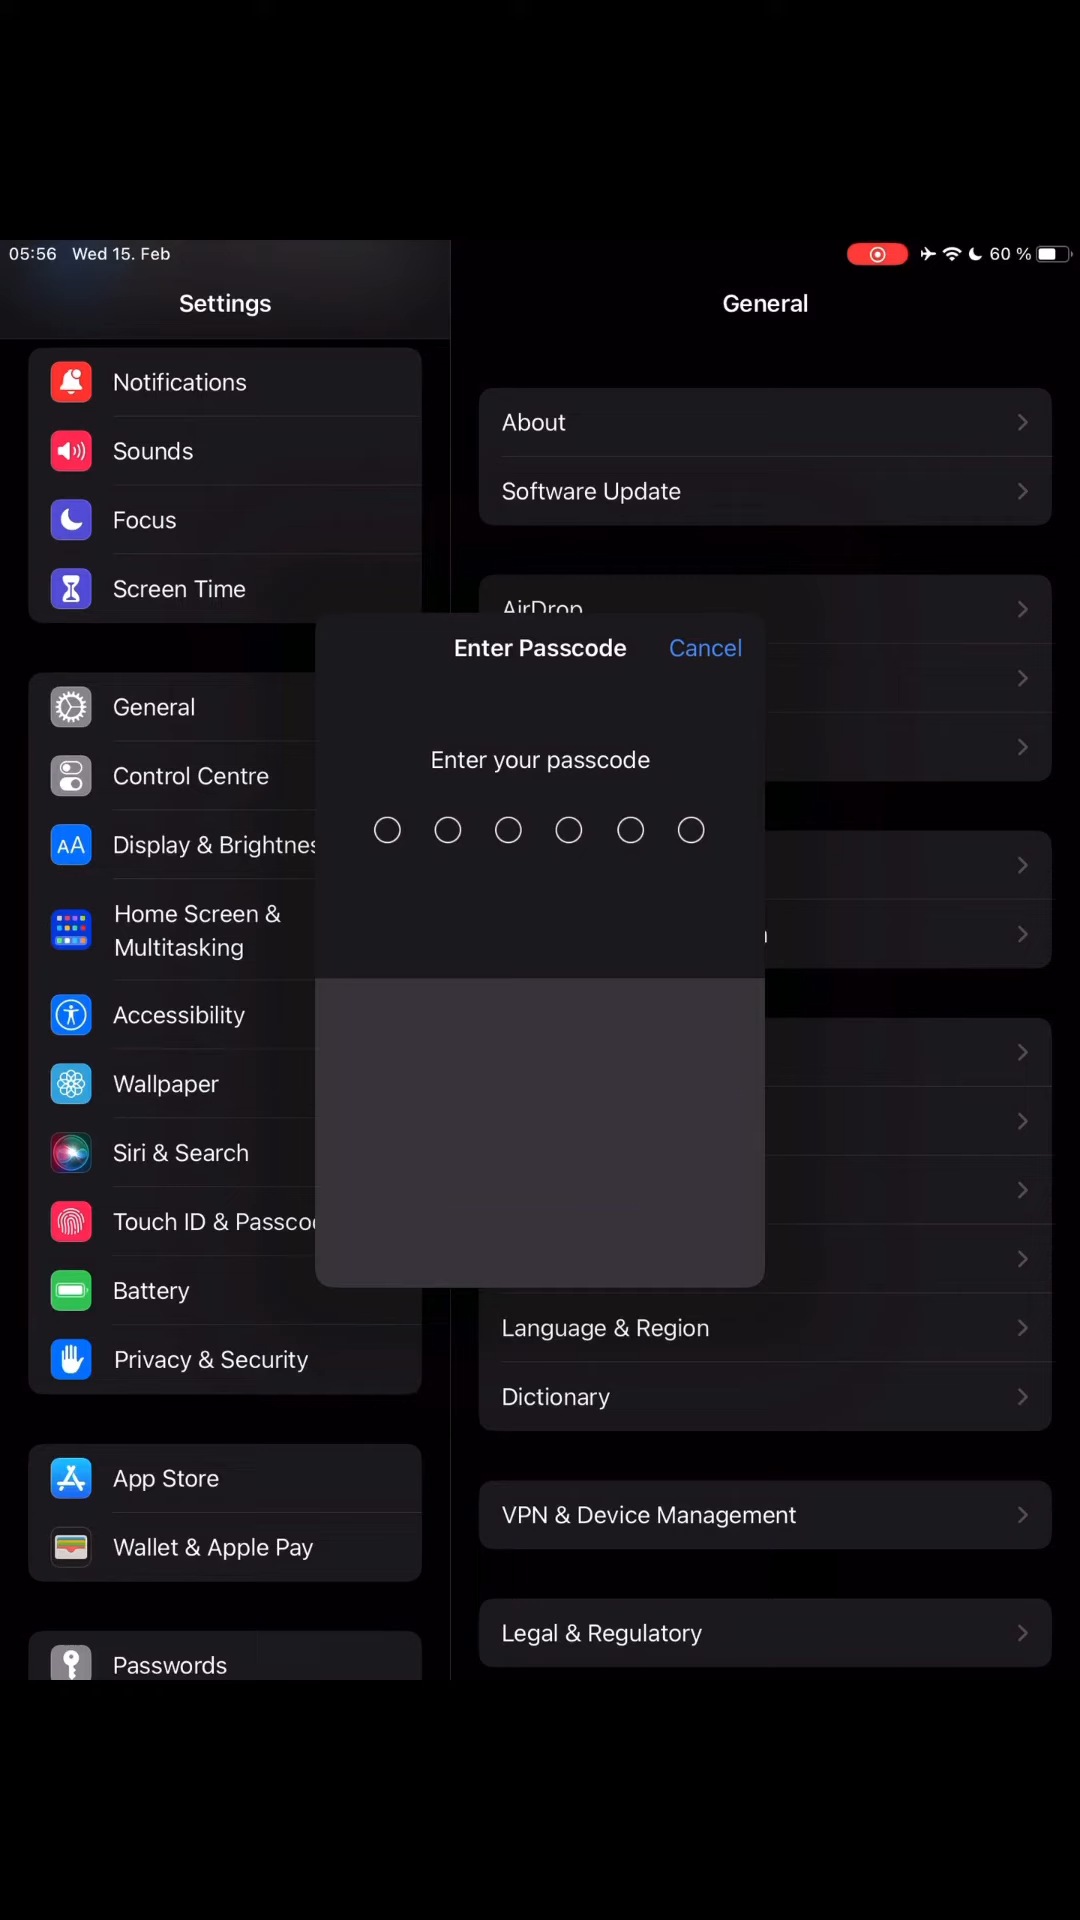 05:56 Wed 15. Feb
60 %
Settings
General
Notifications
Sounds
Focus
Screen Time
General
Control Centre
Display & Brightnes
Home Screen &
Multitasking
Accessibility
Wallpaper
Siri & Search
Touch ID & Passco
Battery
Privacy & Security
App Store
Wallet & Apple Pay
Passwords
About
Software Update
AirDrop
Enter Passcode
Cancel
Enter your passcode
Language & Region
Dictionary
VPN & Device Management
Legal & Regulatory